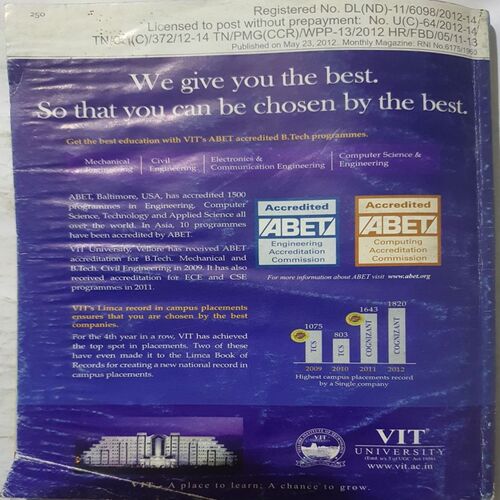 250
Registered No. DL(ND)-11/6098/2012-14
Licensed to post without prepayment: No. U(C)-64/2012-14
372/12-14 TN/PMG(CCR)/WPP-13/2012 HR/FBD/05/11-13
Published on May 23, 2012. Monthly Magazine: RNI No.6175/1963
We give you the best.
So that you can be chosen by the best.
Get the best education with VIT's ABET accredited B.Tech programmes.
Mechanical
Engineering
Civil
Engineering
Electronics &
Communication Engineering
Computer Science &
Engineering
ABET, Baltimore, USA, has accredited 1500
programmes in Engineering, Computer
Science, Technology and Applied Science all
over the world. In Asia, 10 programmes
have been accredited by ABET.
VIT University, Vellore has received ABET
accreditation for B.Tech. Mechanical and
B.Tech. Civil Engineering in 2009. It has also
received accreditation for ECE and CSE
programmes in 2011.
Accredited
ABET
Engineering
Accreditation
Commission
Accredited
ABET
Computing
Accreditation
Commission
For more information about ABET visit www.abet.org
VIT's Limca record in campus placements
ensures that you are chosen by the best
companies.
For the 4th year in a row, VIT has achieved
the top spot in placements. Two of these
have even made it to the Limca Book of
Records for creating a new national record in
campus placements.
1075 803 1643 1820
TCS TCS COGNIZANT COGNIZANT
2009 2010 2011 2012
Highest campus placements record
by a Single company
VIT
VIT
UNIVERSITY
(Estd. u/s 3 of UGC Act 1956)
www.vit.ac.in
VIT - A place to learn; A chance to grow.